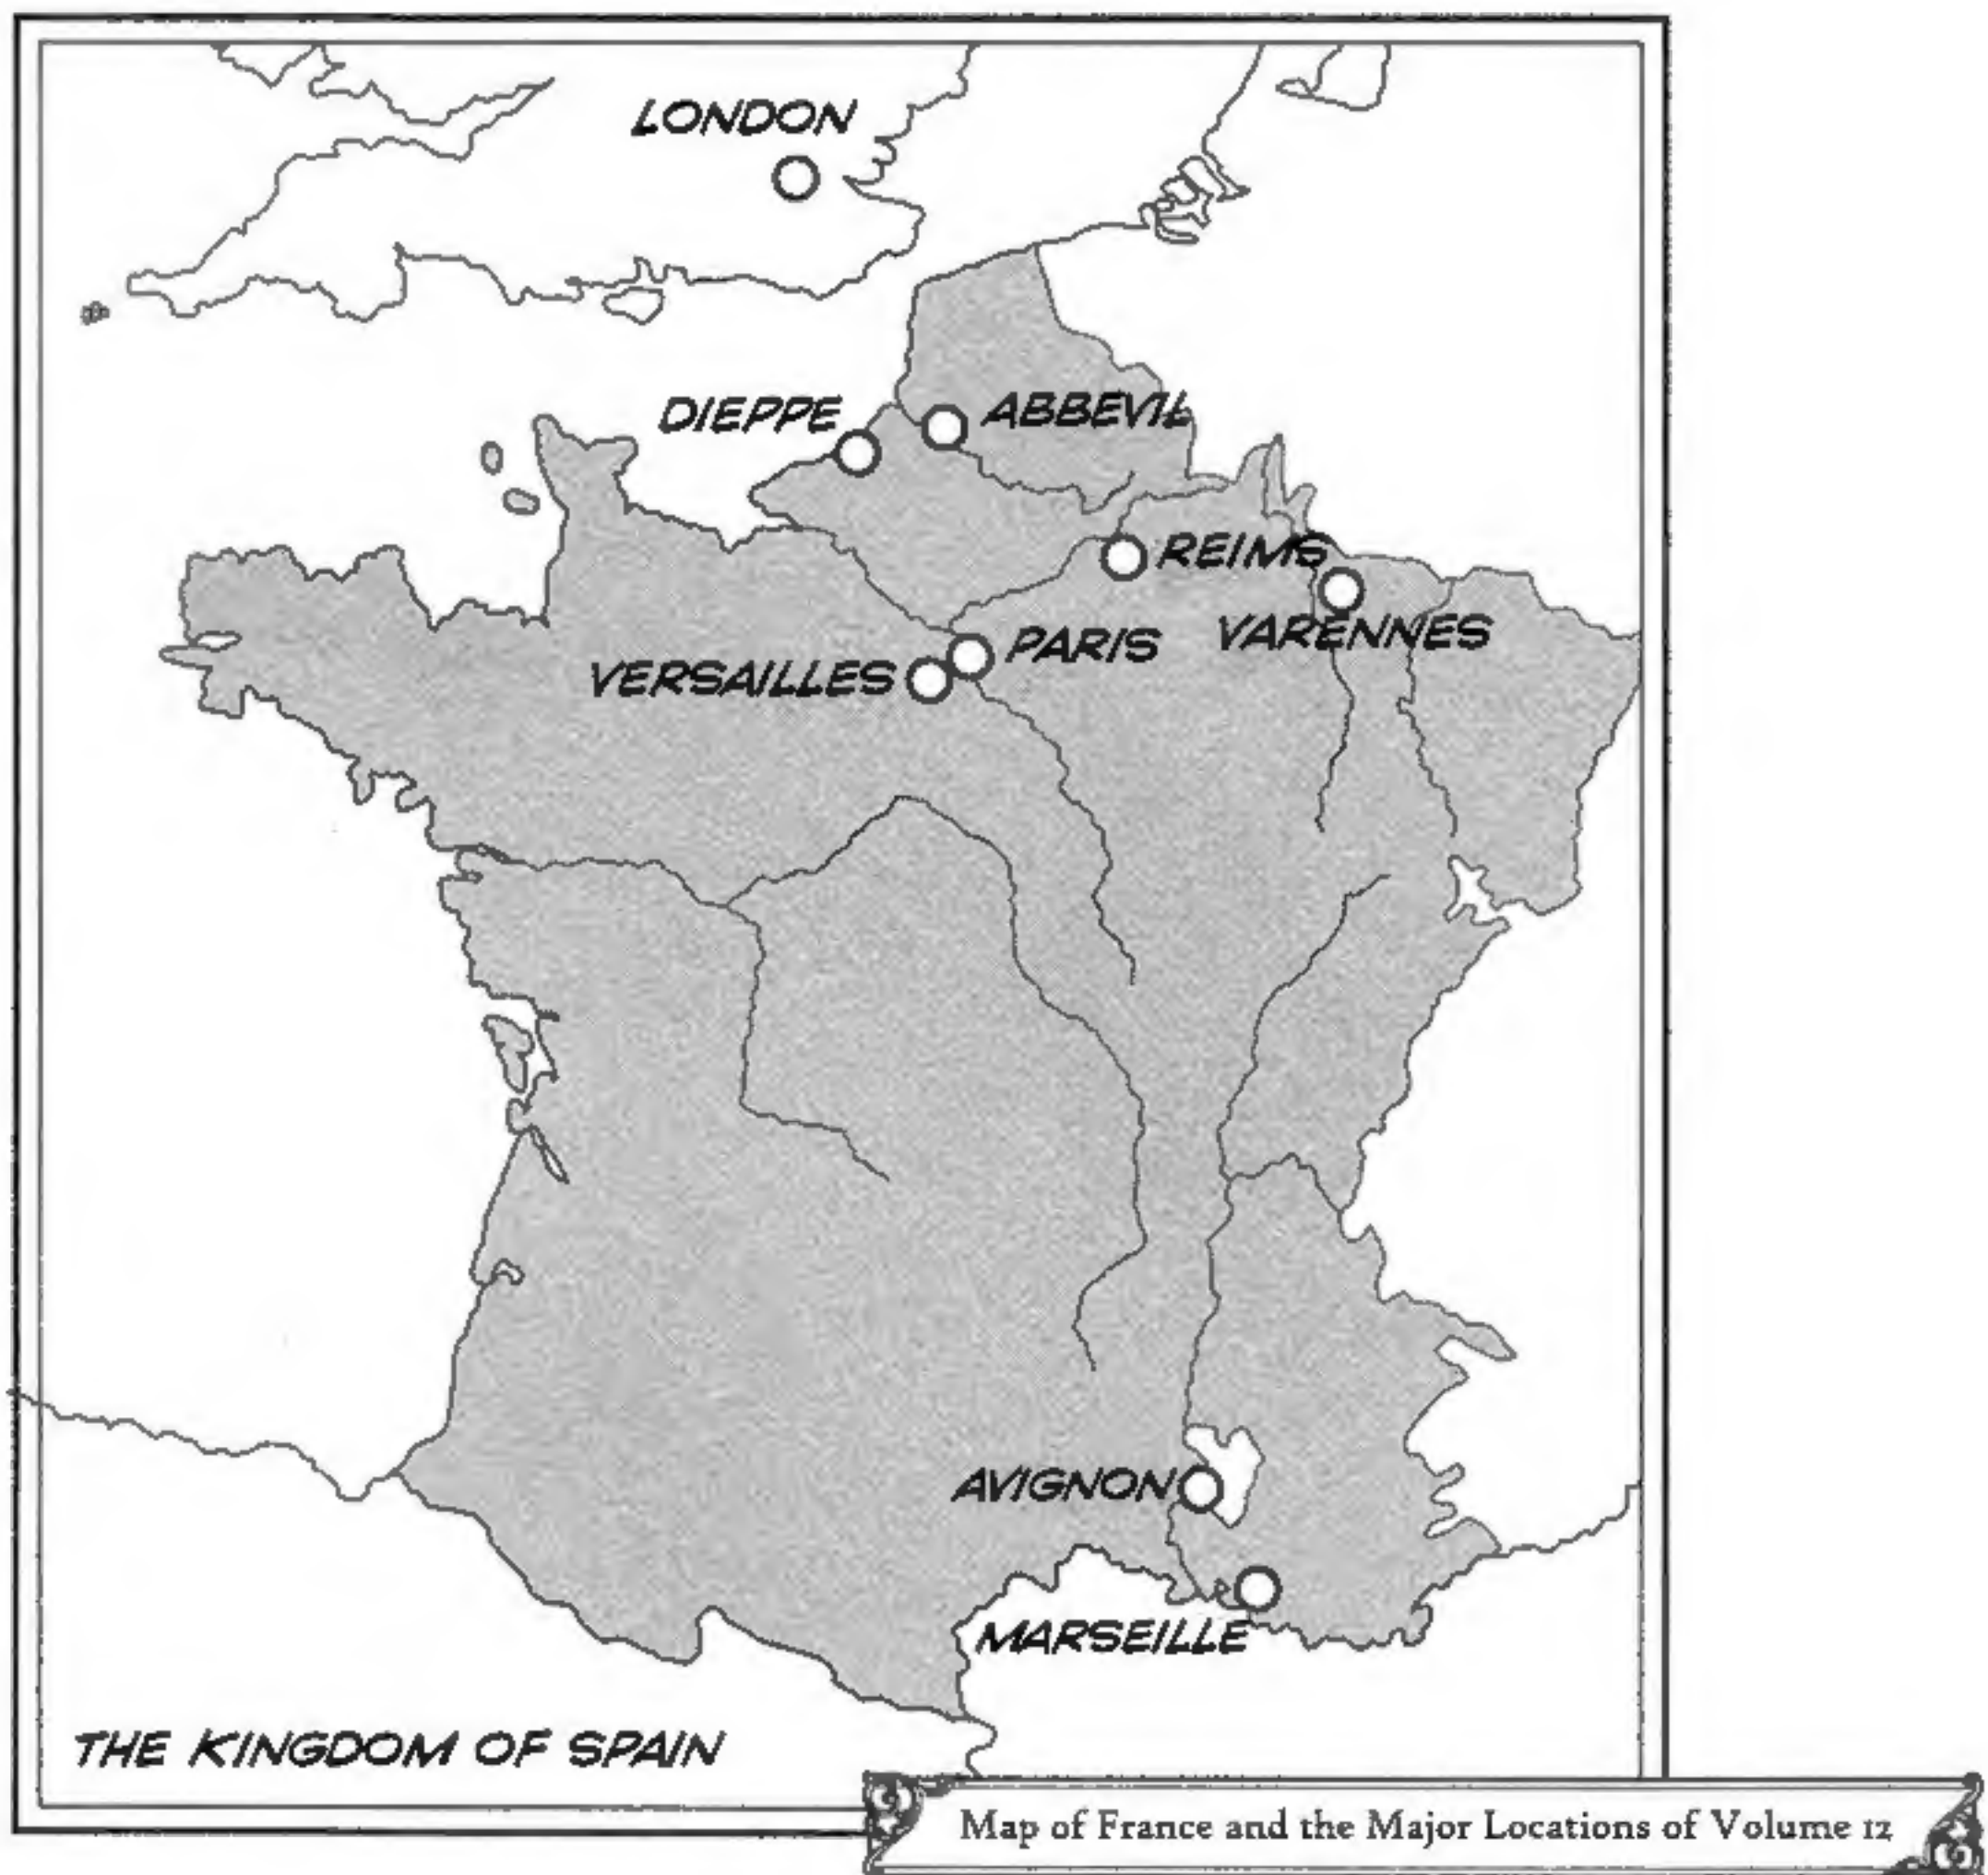 LONDON
DIEPPE
ABBEVIL
REIMS
VARENNES
PARIS
VERSAILLES
AVIGNON
MARSEILLE
THE KINGDOM OF SPAIN
Map of France and the Major Locations of Volume 12